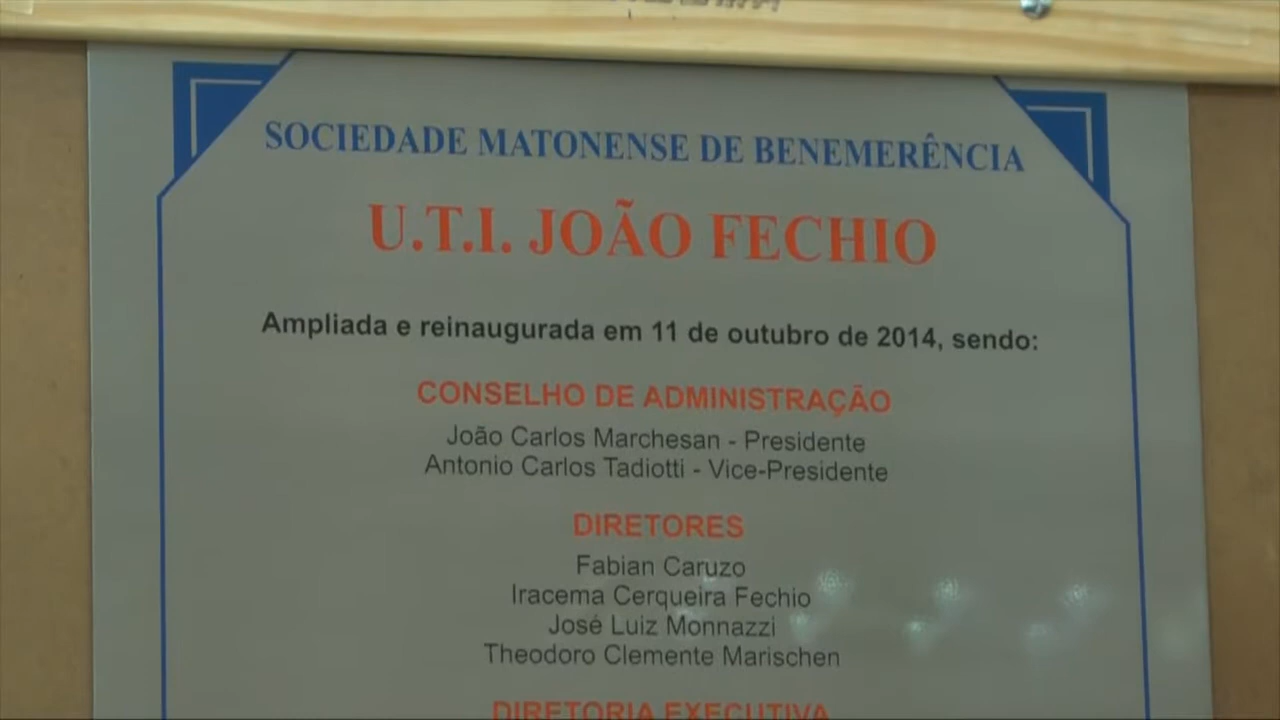 SOCIEDADE MATONENSE DE BENEMERÊNCIA
U.T.I. JOÃO FECHIO
Ampliada e reinaugurada em 11 de outubro de 2014, sendo:
CONSELHO DE ADMINISTRAÇÃO
João Carlos Marchesan - Presidente
Antonio Carlos Tadiotti - Vice-Presidente
DIRETORES
Fabian Caruzo
Iracema Cerqueira Fechio
José Luiz Monnazzi
Theodoro Clemente Marischen
DIRETORIA EXECUTIVA